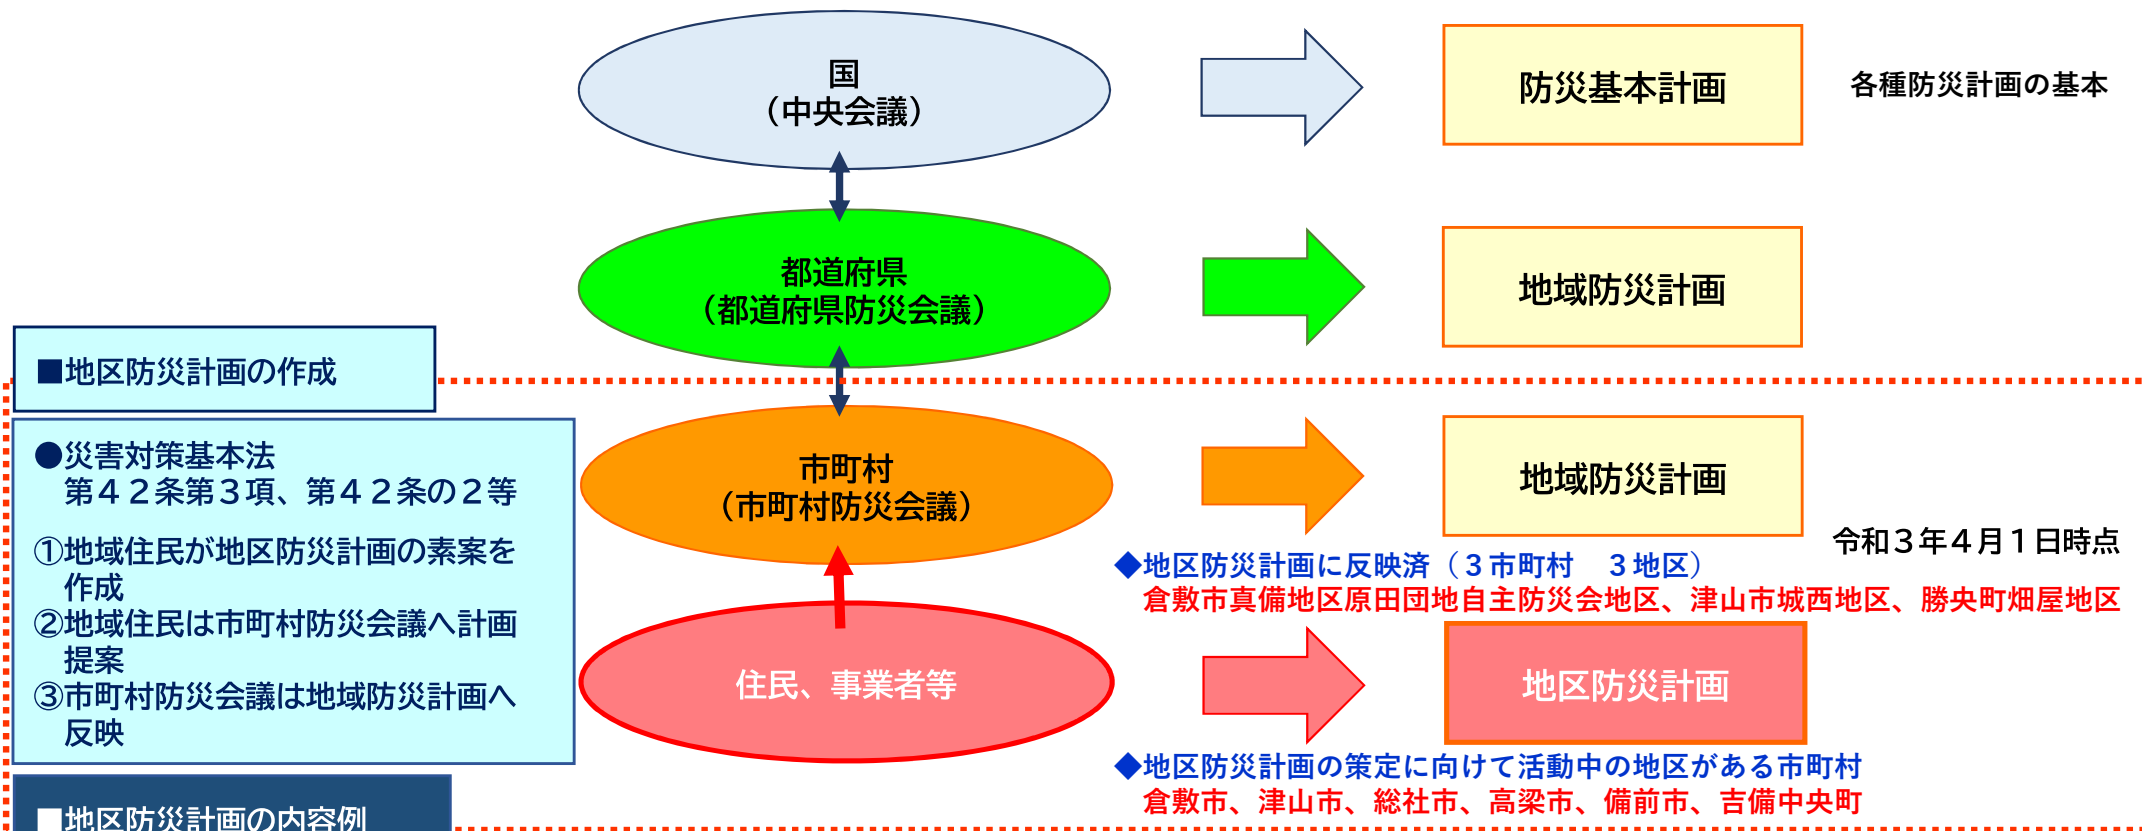 国
（中央会議）
防災基本計画
各種防災計画の基本
都道府県
（都道府県防災会議）
地域防災計画
■地区防災計画の作成
●災害対策基本法
第４２条第３項、第４２条の２等
①地域住民が地区防災計画の素案を
作成
②地域住民は市町村防災会議へ計画
提案
③市町村防災会議は地域防災計画へ
反映
市町村
（市町村防災会議）
地域防災計画
令和３年４月１日時点
◆地区防災計画に反映済（３市町村　３地区）
倉敷市真備地区原田団地自主防災会地区、津山市城西地区、勝央町畑屋地区
住民、事業者等
地区防災計画
◆地区防災計画の策定に向けて活動中の地区がある市町村
倉敷市、津山市、総社市、高梁市、備前市、吉備中央町
■地区防災計画の内容例